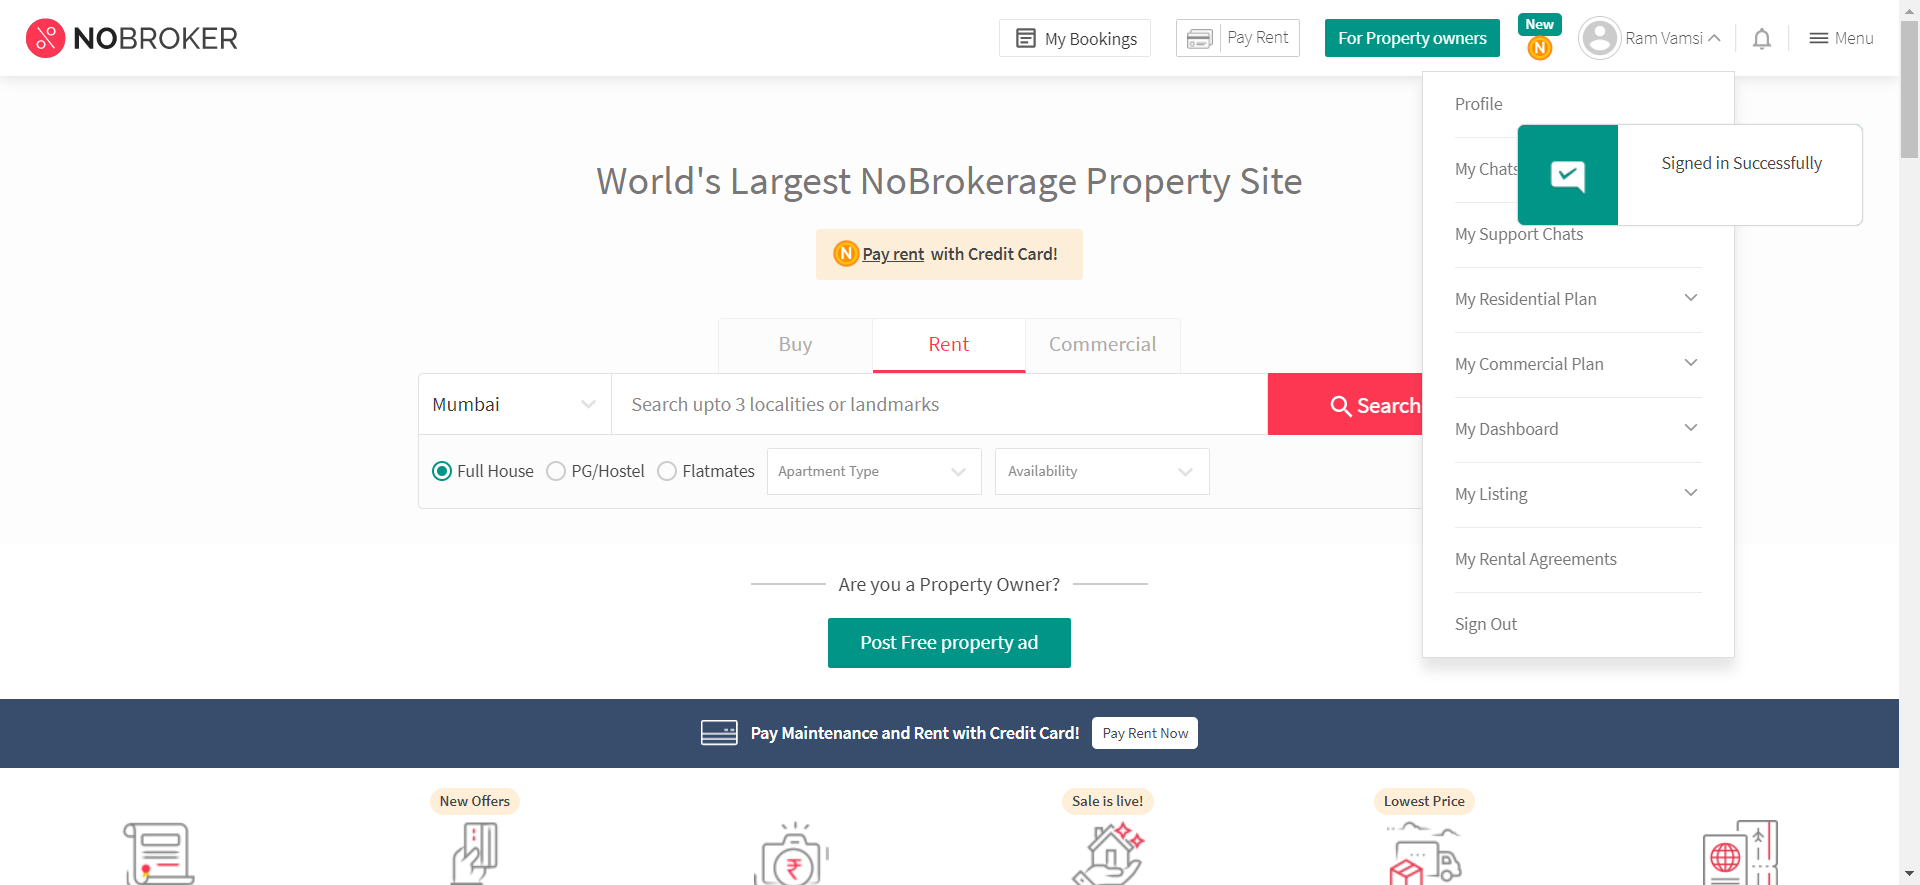 NOBROKER
My Bookings
Pay Rent
For Property owners
New
N
Ram Vamsi
Menu
Profile
My Chats
Signed in Successfully
My Support Chats
My Residential Plan
My Commercial Plan
My Dashboard
My Listing
My Rental Agreements
Sign Out
World's Largest NoBrokerage Property Site
N Pay rent with Credit Card!
Buy
Rent
Commercial
Mumbai
Search upto 3 localities or landmarks
Search
Full House
PG/Hostel
Flatmates
Apartment Type
Availability
Are you a Property Owner?
Post Free property ad
Pay Maintenance and Rent with Credit Card!
Pay Rent Now
New Offers
Sale is live!
Lowest Price
₹